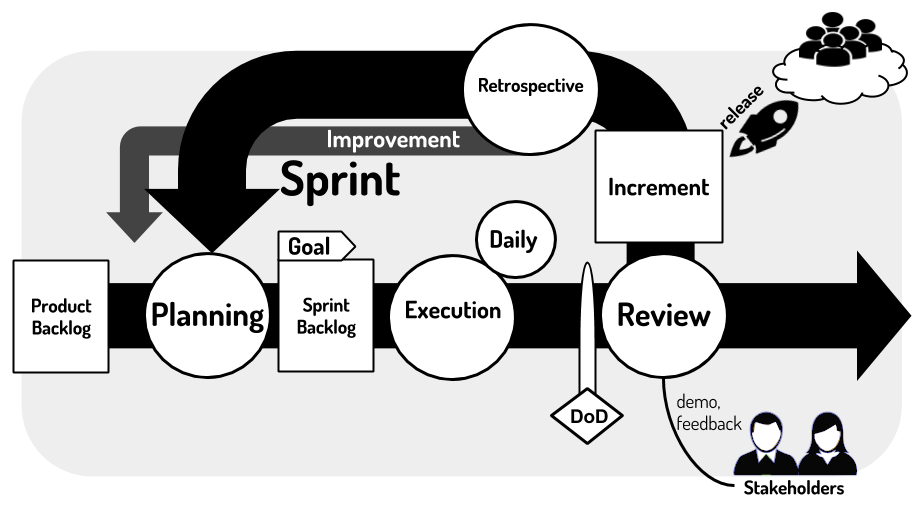 Retrospective
release
Improvement
Sprint
Increment
Goal
Daily
Product
Backlog
Planning
Sprint
Backlog
Execution
Review
DoD
demo,
feedback
Stakeholders